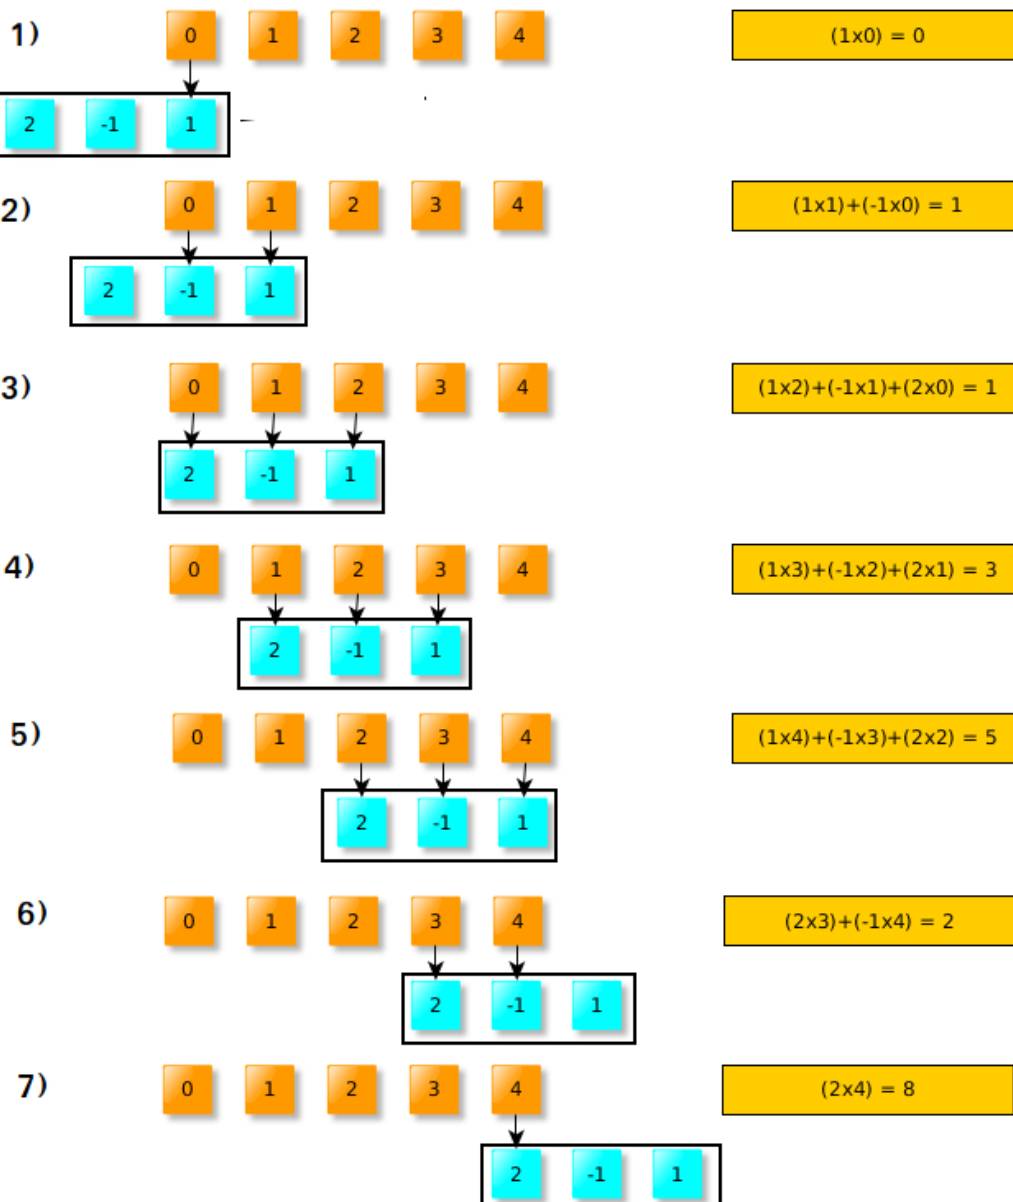 1) 0 1 2 3 4 (1x0) = 0
2 -1 1
2) 0 1 2 3 4 (1x1)+(-1x0) = 1
2 -1 1
3) 0 1 2 3 4 (1x2)+(-1x1)+(2x0) = 1
2 -1 1
4) 0 1 2 3 4 (1x3)+(-1x2)+(2x1) = 3
2 -1 1
5) 0 1 2 3 4 (1x4)+(-1x3)+(2x2) = 5
2 -1 1
6) 0 1 2 3 4 (2x3)+(-1x4) = 2
2 -1 1
7) 0 1 2 3 4 (2x4) = 8
2 -1 1